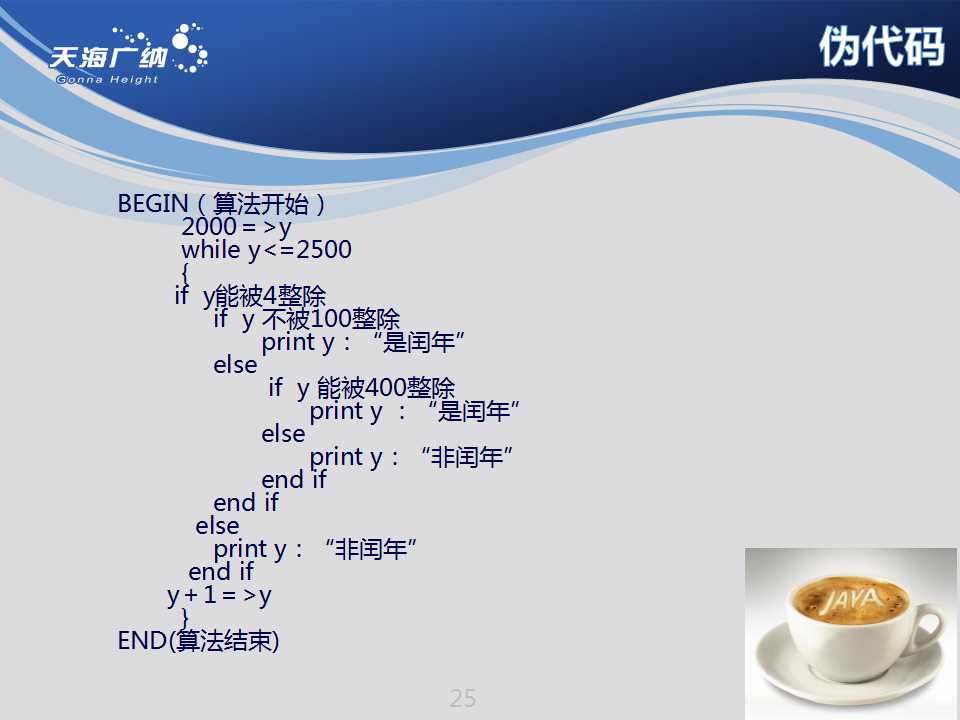 天海广纳
Gonna Height
伪代码
BEGIN（算法开始）
2000＝>y
while y<=2500
{
if y能被4整除
if y 不被100整除
print y：“是闰年”
else
if y 能被400整除
print y ：“是闰年”
else
print y：“非闰年”
end if
end if
else
print y：“非闰年”
end if
y＋1＝>y
}
END(算法结束)
JAVA
25